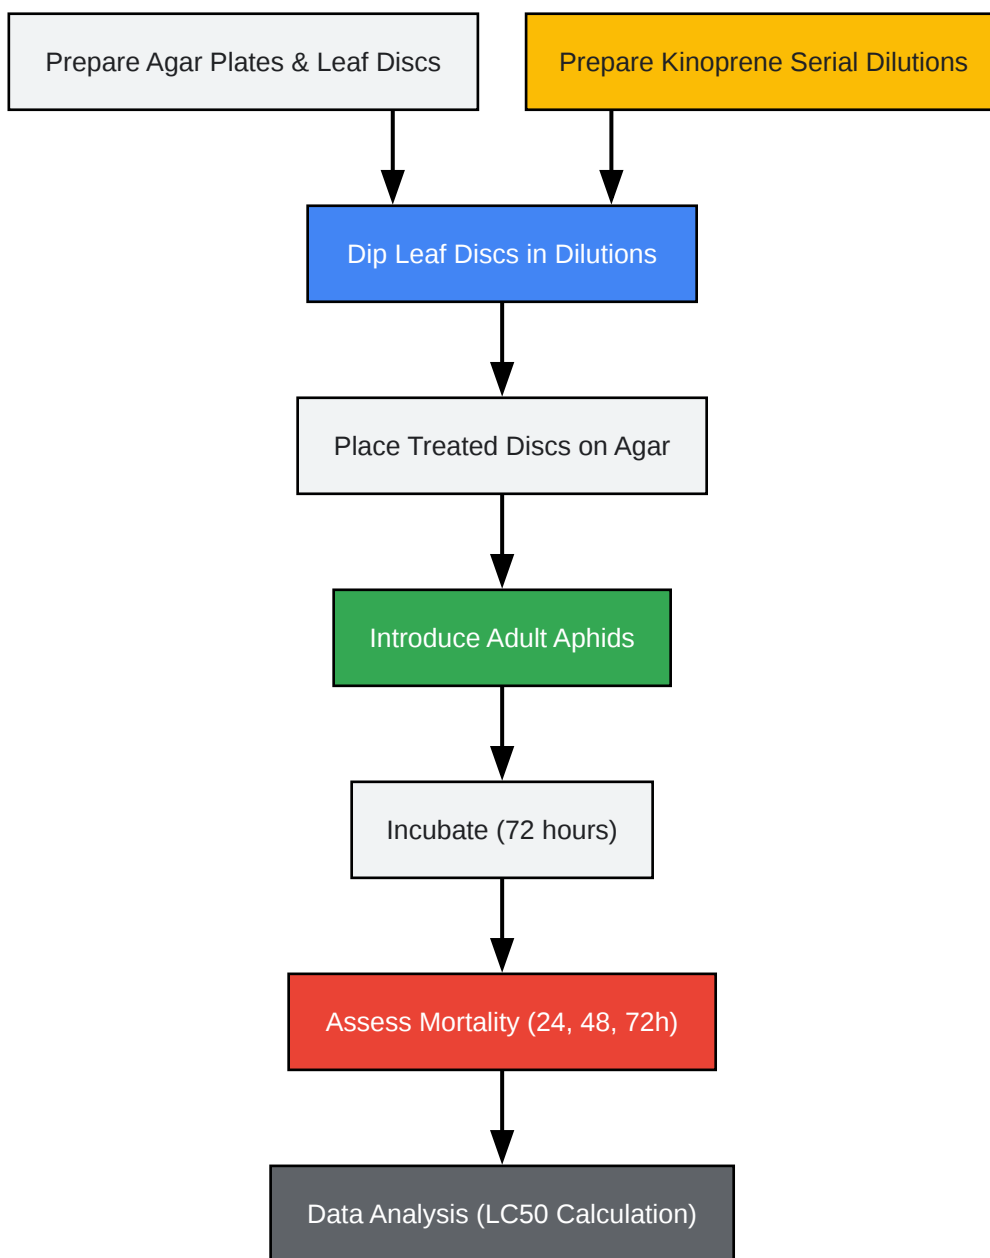 Prepare Agar Plates & Leaf Discs
Prepare Kinoprene Serial Dilutions
Dip Leaf Discs in Dilutions
Place Treated Discs on Agar
Introduce Adult Aphids
Incubate (72 hours)
Assess Mortality (24, 48, 72h)
Data Analysis (LC50 Calculation)